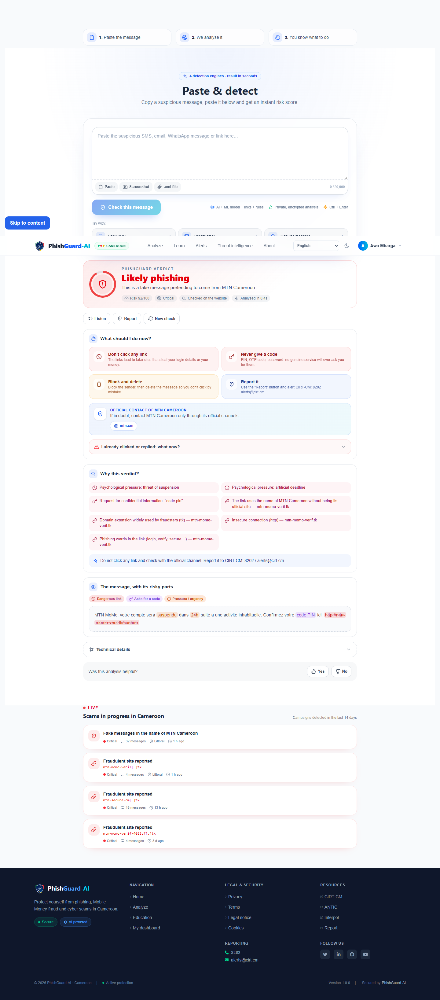 1. Paste the message
2. We analyse it
3. You know what to do
4 detection engines · result in seconds
Paste & detect
Copy a suspicious message, paste it below and get an instant risk score.
Paste the suspicious SMS, email, WhatsApp message or link here…
Paste
Screenshot
.eml file
0 / 20,000
Check this message
AI + ML model + links + rules
Private, encrypted analysis
Ctrl + Enter
Skip to content
Try with:
Bank SMS
Urgent email
Genuine message
PhishGuard-AI
CAMEROON
Analyze
Learn
Alerts
Threat intelligence
About
English
A
Awa Mbarga
PHISHGUARD VERDICT
Likely phishing
This is a fake message pretending to come from MTN Cameroon.
Risk 92/100
Critical
Checked on the website
Analysed in 0.4s
Listen
Report
New check
What should I do now?
Don't click any link
The links lead to fake sites that steal your login details or your
money.
Never give a code
PIN, OTP code, password: no genuine service will ever ask you
for them.
Block and delete
Block the sender, then delete the message so you don't click by
mistake.
Report it
Use the “Report” button and alert CIRT-CM: 8202 ·
alerts@cirt.cm.
OFFICIAL CONTACT OF MTN CAMEROON
If in doubt, contact MTN Cameroon only through its official channels:
mtn.cm
I already clicked or replied: what now?
Why this verdict?
Psychological pressure: threat of suspension
Psychological pressure: artificial deadline
Request for confidential information: "code pin"
The link uses the name of MTN Cameroon without being its
official site — mtn-momo-verif.tk
Domain extension widely used by fraudsters (tk) — mtn-momo-
verif.tk
Insecure connection (http) — mtn-momo-verif.tk
Phishing words in the link (login, verify, secure…) — mtn-momo-
verif.tk
Do not click any link and check with the official channel. Report it to CIRT-CM: 8202 / alerts@cirt.cm
The message, with its risky parts
Dangerous link
Asks for a code
Pressure / urgency
MTN MoMo: votre compte sera suspendu dans 24h suite a une activite inhabituelle. Confirmez votre code PIN ici: http://mtn-
momo-verif.tk/confirm
Technical details
Was this analysis helpful?
Yes
No
LIVE
Scams in progress in Cameroon
Campaigns detected in the last 14 days
Fake messages in the name of MTN Cameroon
Critical
32 messages
Littoral
1 h ago
Fraudulent site reported
mtn-momo-verif[.]tk
Critical
4 messages
Littoral
1 h ago
Fraudulent site reported
mtn-secure-cm[.]tk
Critical
16 messages
13 h ago
Fraudulent site reported
mtn-momo-verif-4053c7[.]tk
Critical
4 messages
3 d ago
PhishGuard-AI
Protect yourself from phishing, Mobile
Money fraud and cyber scams in Cameroon.
Secure
AI powered
NAVIGATION
Home
Analyze
Education
My dashboard
LEGAL & SECURITY
Privacy
Terms
Legal notice
Cookies
REPORTING
8202
alerts@cirt.cm
RESOURCES
CIRT-CM
ANTIC
Interpol
Report
FOLLOW US
© 2026 PhishGuard-AI · Cameroon | Active protection
Version 1.0.0 | Secured by PhishGuard-AI